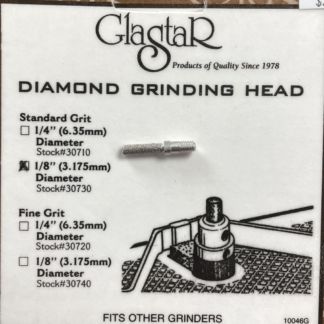 GlastaR
Products of Quality Since 1978
DIAMOND GRINDING HEAD
Standard Grit
1/4" (6.35mm)
Diameter
Stock#30710
1/8" (3.175mm)
Diameter
Stock#30730
Fine Grit
1/4" (6.35mm)
Diameter
Stock#30720
1/8" (3.175mm)
Diameter
Stock#30740
FITS OTHER GRINDERS
10046G